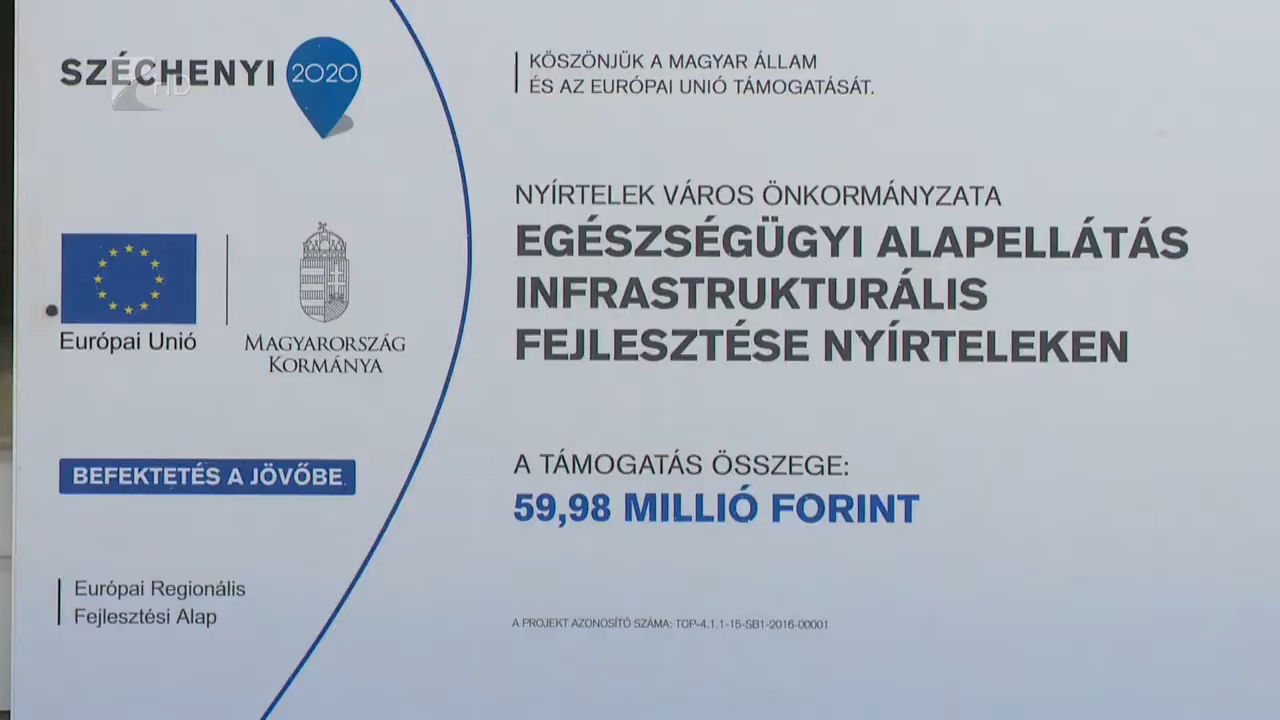 SZÉCHENYI 2020
HD
Európai Unió
MAGYARORSZÁG
KORMÁNYA
BEFEKTETÉS A JÖVŐBE
Európai Regionális
Fejlesztési Alap
KÖSZÖNJÜK A MAGYAR ÁLLAM
ÉS AZ EURÓPAI UNIÓ TÁMOGATÁSÁT.
NYÍRTELEK VÁROS ÖNKORMÁNYZATA
EGÉSZSÉGÜGYI ALAPELLÁTÁS
INFRASTRUKTURÁLIS
FEJLESZTÉSE NYÍRTELEKEN
A TÁMOGATÁS ÖSSZEGE:
59,98 MILLIÓ FORINT
A PROJEKT AZONOSÍTÓ SZÁMA: TOP-4.1.1-15-SB1-2016-00001